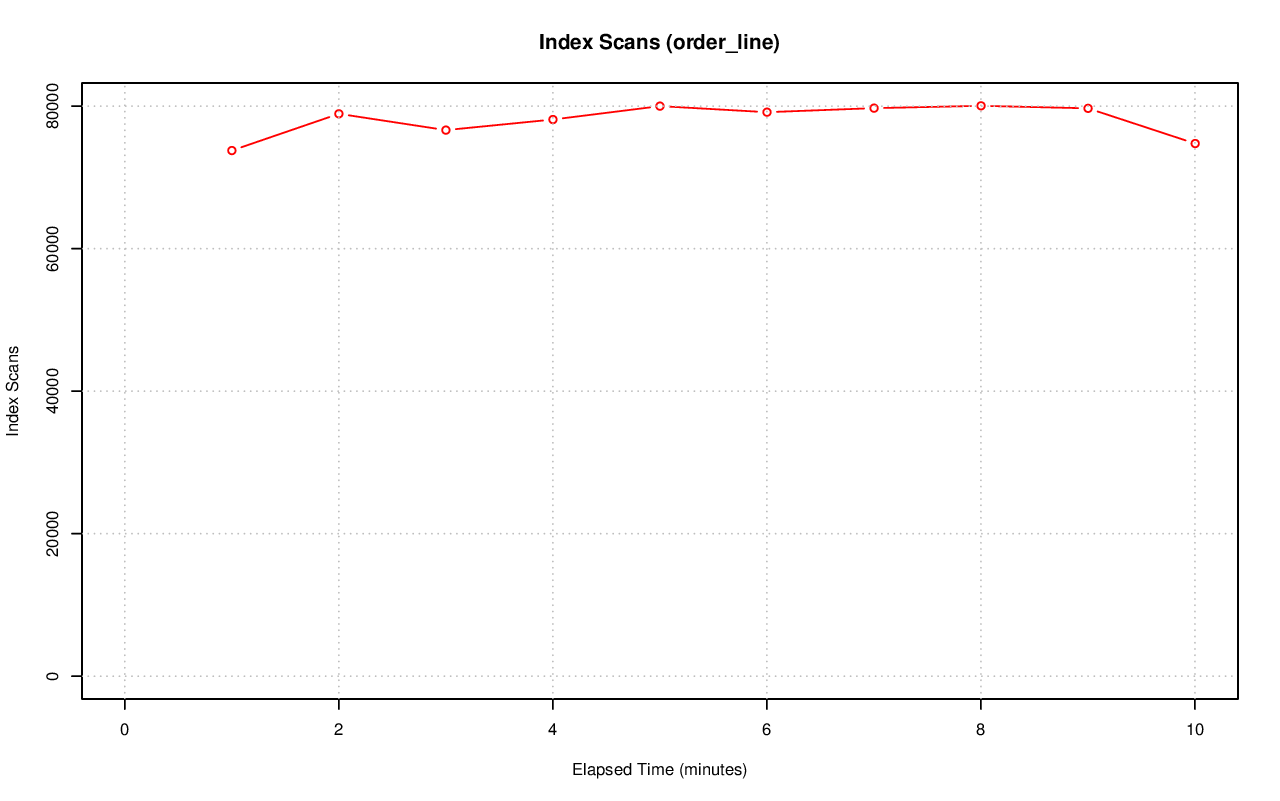 Index Scans (order_line)
80000
60000
40000
20000
0
Index Scans
0 2 4 6 8 10
Elapsed Time (minutes)